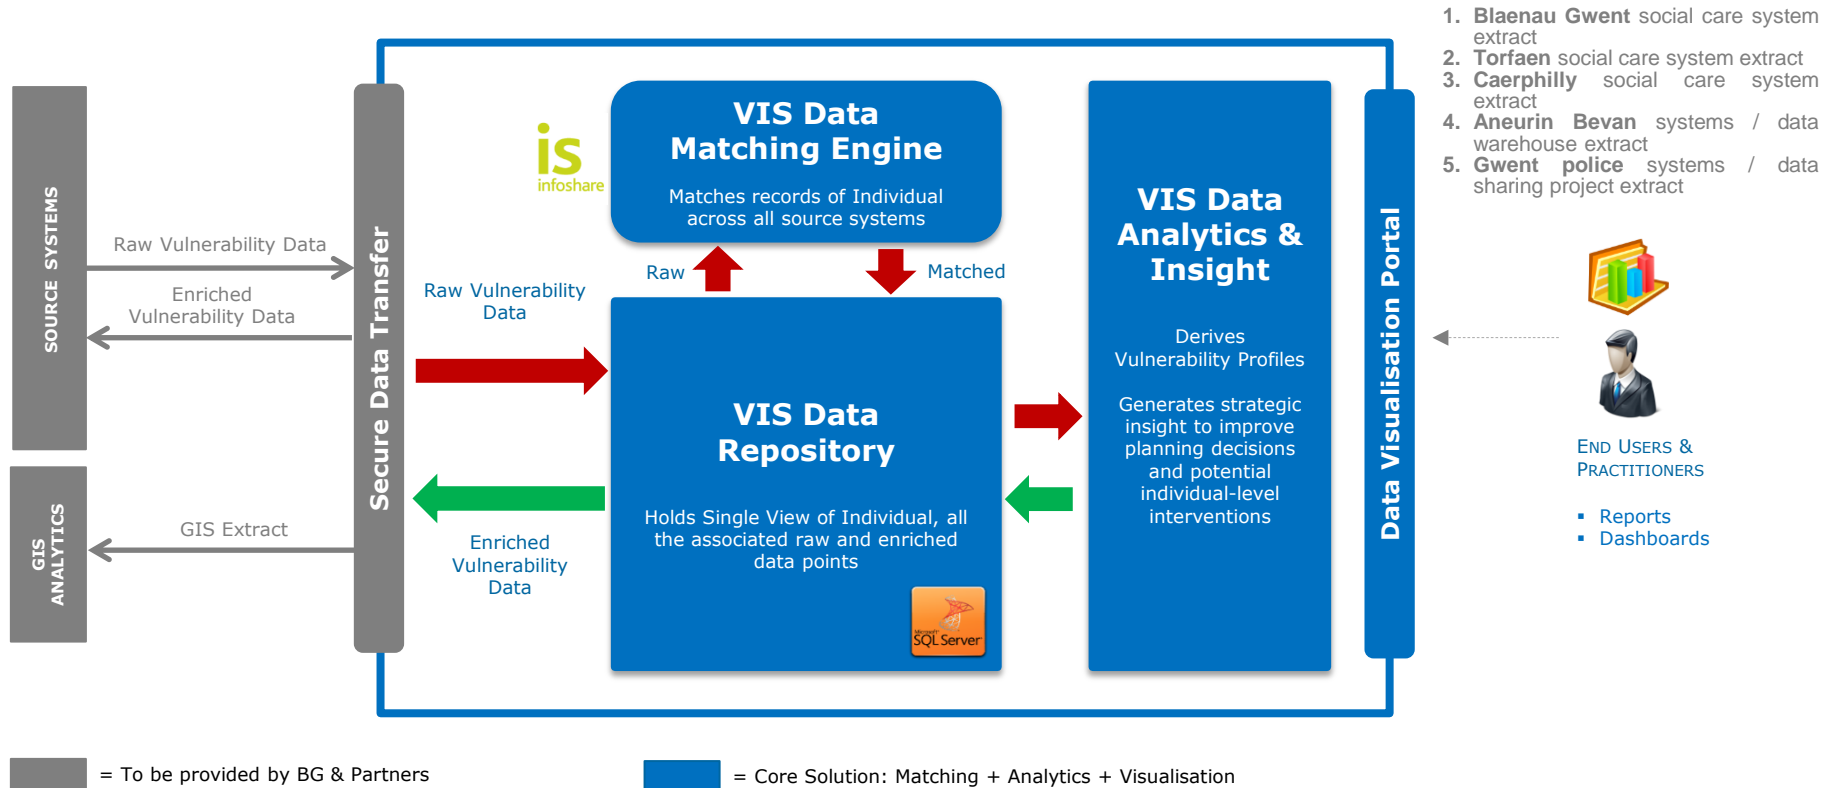 1. Blaenau Gwent social care system
extract
2. Torfaen social care system extract
3. Caerphilly social care system
extract
4. Aneurin Bevan systems / data
warehouse extract
5. Gwent police systems / data
sharing project extract
SOURCE SYSTEMS
Raw Vulnerability Data
Enriched
Vulnerability Data
GIS
ANALYTICS
GIS Extract
Secure Data Transfer
is
infoshare
VIS Data
Matching Engine
Matches records of Individual
across all source systems
Raw
Matched
Raw Vulnerability
Data
Enriched
Vulnerability
Data
VIS Data
Repository
Holds Single View of Individual, all
the associated raw and enriched
data points
Microsoft
SQL Server
VIS Data
Analytics &
Insight
Derives
Vulnerability Profiles
Generates strategic
insight to improve
planning decisions
and potential
individual-level
interventions
Data Visualisation Portal
END USERS &
PRACTITIONERS
▪ Reports
▪ Dashboards
= To be provided by BG & Partners
= Core Solution: Matching + Analytics + Visualisation